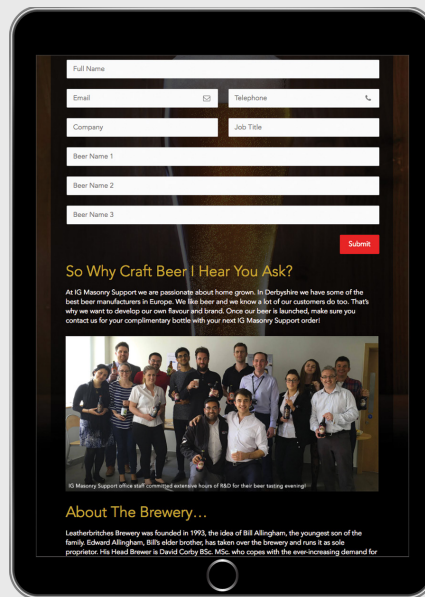 Full Name
Email
Telephone
Company
Job Title
Beer Name 1
Beer Name 2
Beer Name 3
Submit
So Why Craft Beer I Hear You Ask?
At IG Masonry Support we are passionate about home grown. In Derbyshire we have some of the
best beer manufacturers in Europe. We like beer and we know a lot of our customers do too. That's
why we want to develop our own flavour and brand. Once our beer is launched, make sure you
contact us for your complimentary bottle with your next IG Masonry Support order!
IG Masonry Support office staff committed extensive hours of R&D for their beer tasting evening!
About The Brewery…
Leatherbritches Brewery was founded in 1993, the idea of Bill Allingham, the youngest son of the
family. Edward Allingham, Bill's elder brother, has taken over the brewery and runs it as sole
proprietor. His Head Brewer is David Corby BSc. MSc. who copes with the ever-increasing demand for